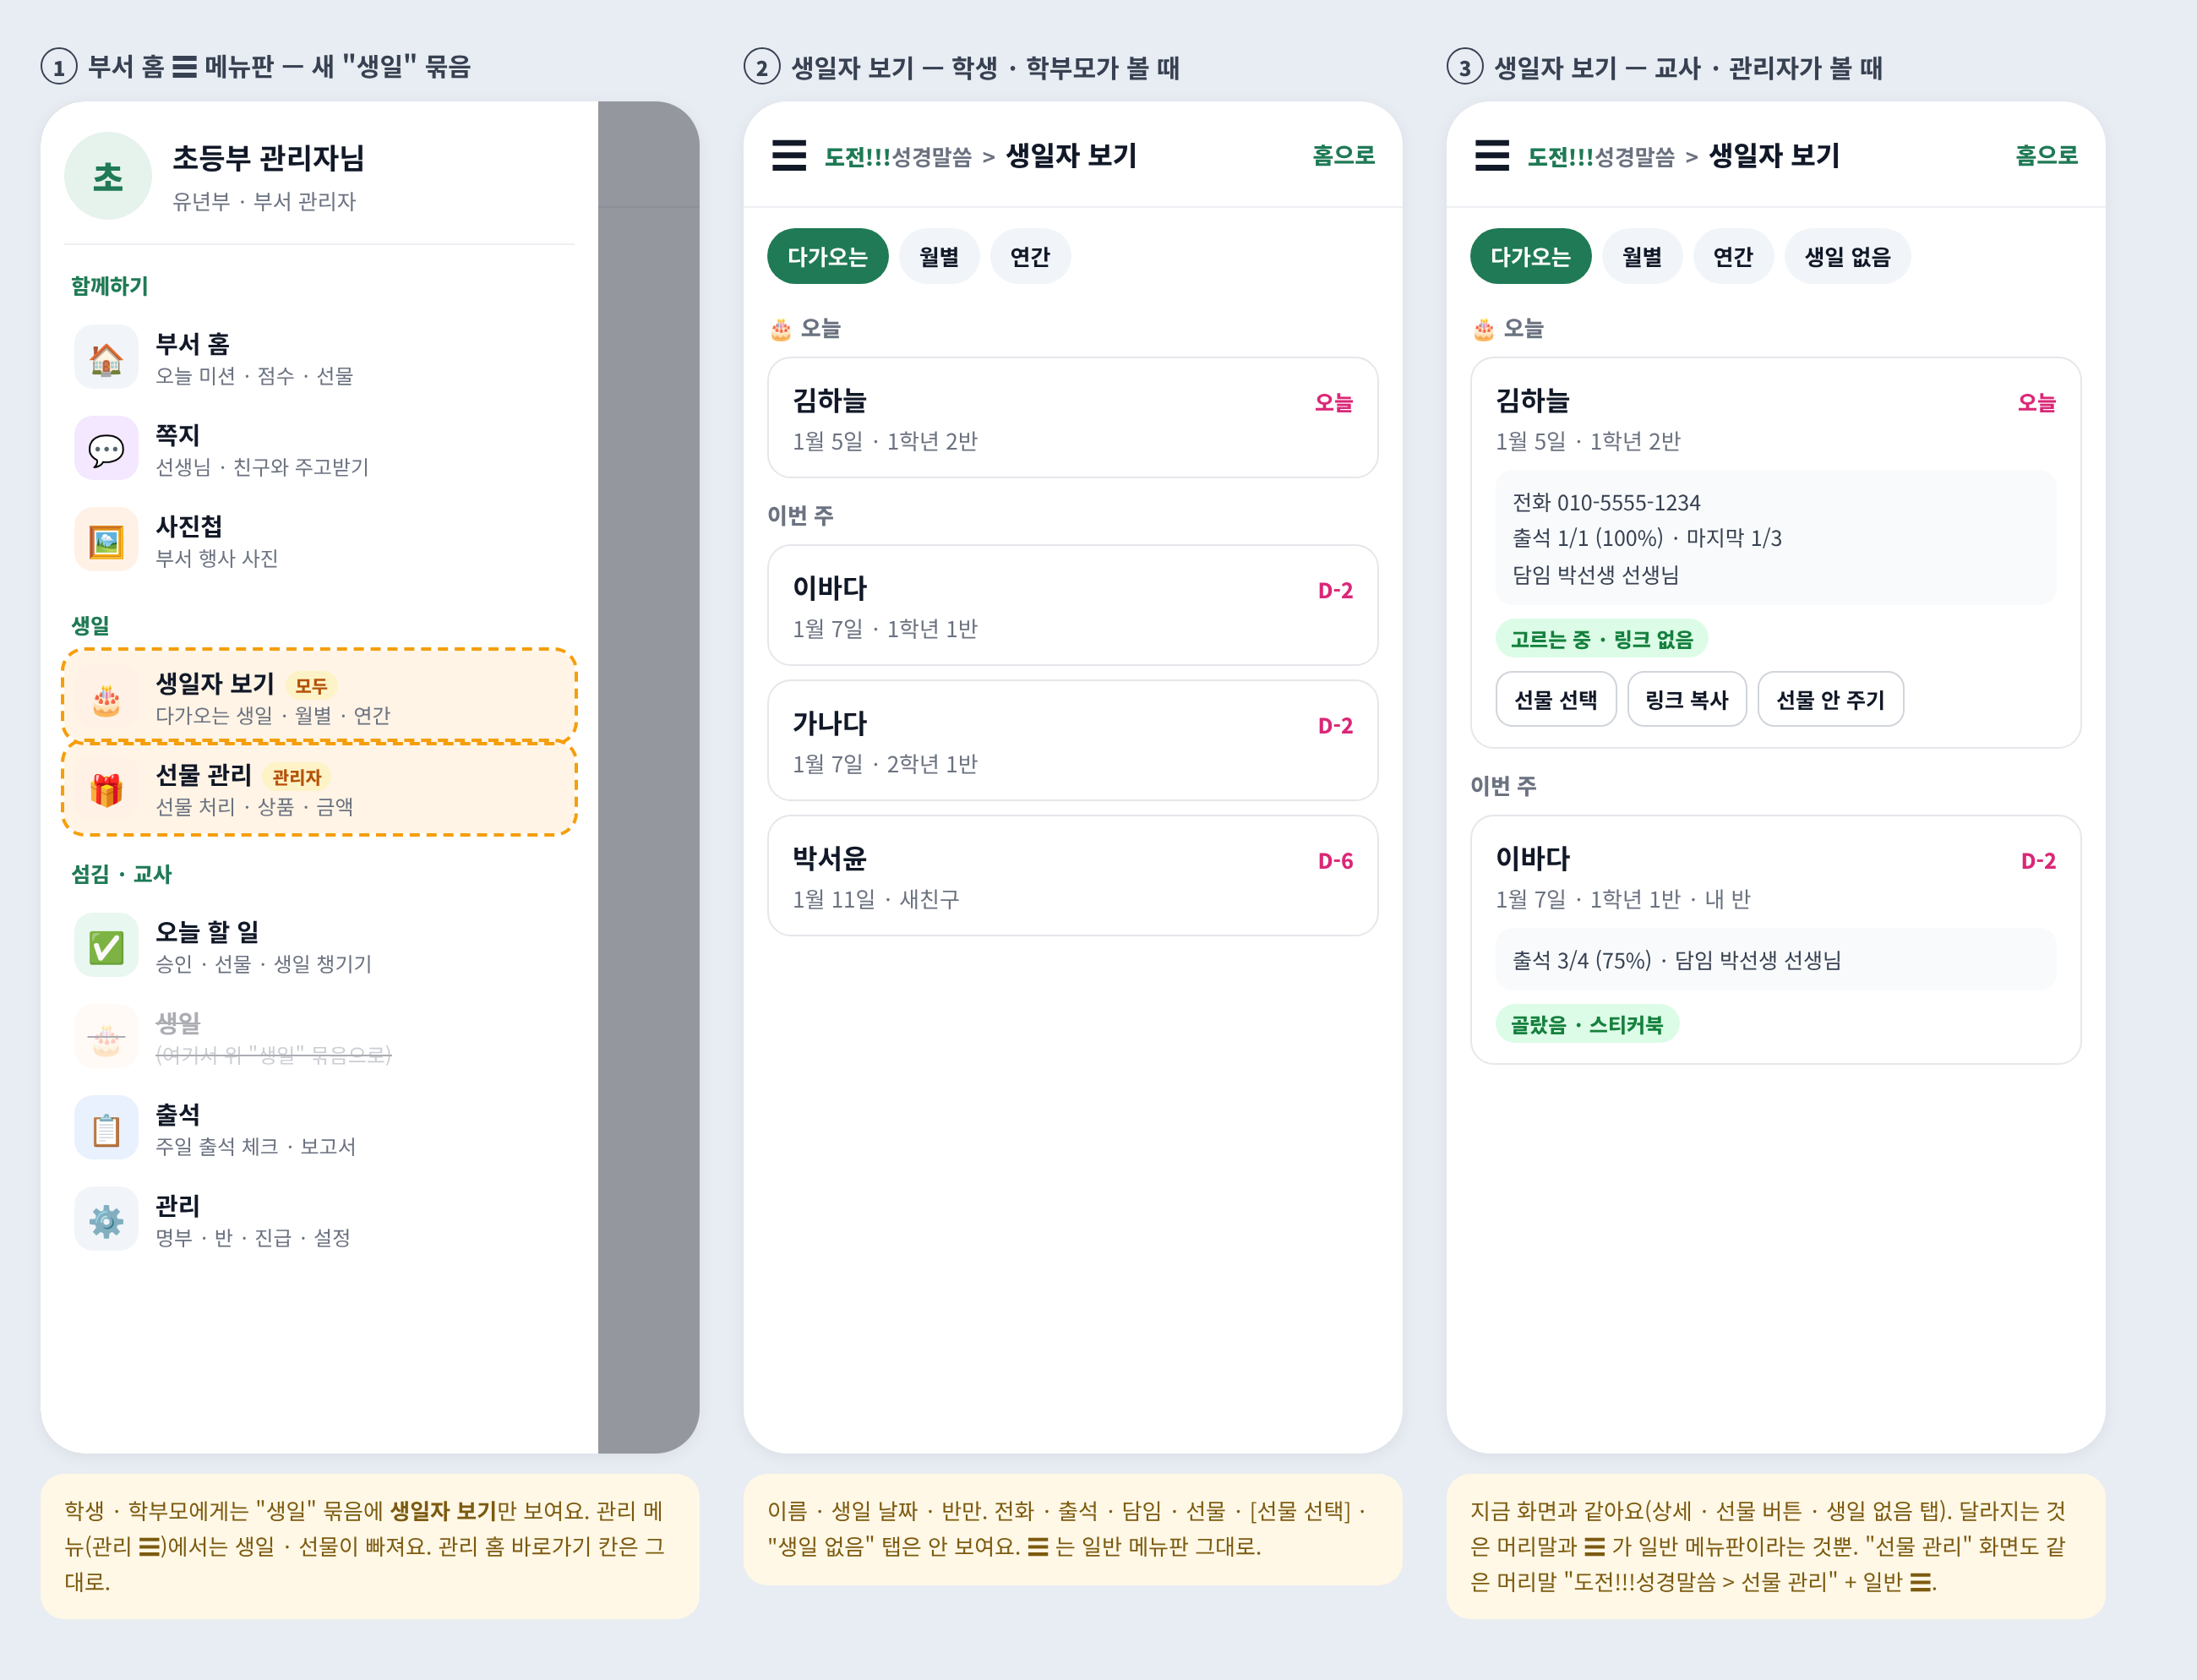 1 부서 홈 ☰ 메뉴판 — 새 "생일" 묶음
초
초등부 관리자님
유년부 · 부서 관리자
함께하기
부서 홈
오늘 미션 · 점수 · 선물
쪽지
선생님 · 친구와 주고받기
사진첩
부서 행사 사진
생일
생일자 보기 모두
다가오는 생일 · 월별 · 연간
선물 관리 관리자
선물 처리 · 상품 · 금액
섬김 · 교사
오늘 할 일
승인 · 선물 · 생일 챙기기
생일
(여기서 위 "생일" 묶음으로)
출석
주일 출석 체크 · 보고서
관리
명부 · 반 · 진급 · 설정
학생 · 학부모에게는 "생일" 묶음에 생일자 보기만 보여요. 관리 메
뉴(관리 ☰)에서는 생일 · 선물이 빠져요. 관리 홈 바로가기 칸은 그
대로.
2 생일자 보기 — 학생 · 학부모가 볼 때
☰ 도전!!!성경말씀 > 생일자 보기 홈으로
다가오는 월별 연간
🎂 오늘
김하늘 오늘
1월 5일 · 1학년 2반
이번 주
이바다 D-2
1월 7일 · 1학년 1반
가나다 D-2
1월 7일 · 2학년 1반
박서윤 D-6
1월 11일 · 새친구
이름 · 생일 날짜 · 반만. 전화 · 출석 · 담임 · 선물 · [선물 선택] ·
"생일 없음" 탭은 안 보여요. ☰ 는 일반 메뉴판 그대로.
3 생일자 보기 — 교사 · 관리자가 볼 때
☰ 도전!!!성경말씀 > 생일자 보기 홈으로
다가오는 월별 연간 생일 없음
🎂 오늘
김하늘 오늘
1월 5일 · 1학년 2반
전화 010-5555-1234
출석 1/1 (100%) · 마지막 1/3
담임 박선생 선생님
고르는 중 · 링크 없음
선물 선택 링크 복사 선물 안 주기
이번 주
이바다 D-2
1월 7일 · 1학년 1반 · 내 반
출석 3/4 (75%) · 담임 박선생 선생님
골랐음 · 스티커북
지금 화면과 같아요(상세 · 선물 버튼 · 생일 없음 탭). 달라지는 것
은 머리말과 ☰ 가 일반 메뉴판이라는 것뿐. "선물 관리" 화면도 같
은 머리말 "도전!!!성경말씀 > 선물 관리" + 일반 ☰.